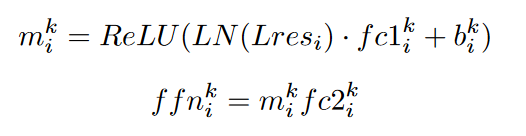 m_i^k = ReLU(LN(Lres_i) · fc1_i^k + b_i^k)
ffn_i^k = m_i^k fc2_i^k